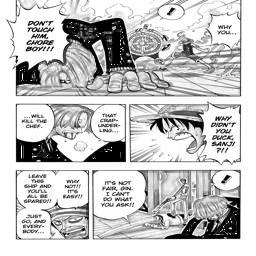 !
WHY
YOU...
DON'T
TOUCH
HIM,
CHORE
BOY!!!
WHY
DIDN'T
YOU
DUCK,
SANJI
?!!
THAT
CRAP-
UNDER-
LING...
...WILL
KILL THE
CHEF.
!
IT'S NOT
FAIR, GIN.
I CAN'T
DO WHAT
YOU ASK!!
WHY
NOT!!
IT'S
EASY!!
LEAVE
THIS SHIP
AND YOU'LL
ALL BE
SPARED!!
JUST GO,
AND
EVERY-
BODY...